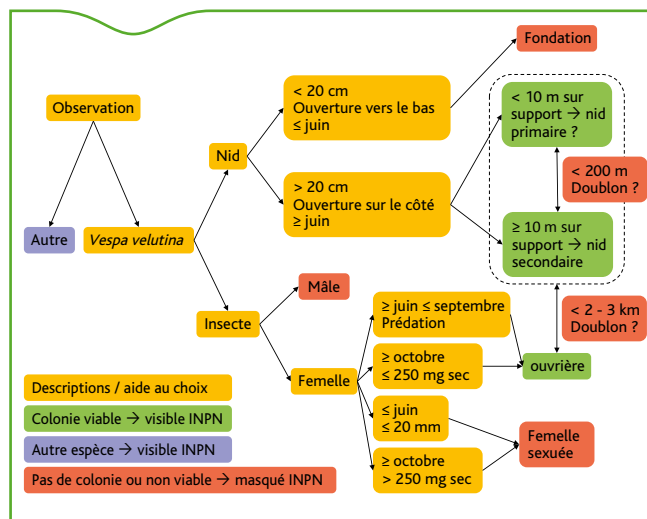 Fondation
Observation
< 20 cm
Ouverture vers le bas
≤ juin
< 10 m sur
support → nid
primaire ?
Nid
< 200 m
Doublon ?
> 20 cm
Ouverture sur le côté
≥ juin
Autre
Vespa velutina
≥ 10 m sur
support → nid
secondaire
Mâle
Insecte
≥ juin ≤ septembre
Prédation
< 2 - 3 km
Doublon ?
≥ octobre
≤ 250 mg sec
ouvrière
Femelle
≤ juin
≤ 20 mm
Femelle
sexuée
≥ octobre
> 250 mg sec
Descriptions / aide au choix
Colonie viable → visible INPN
Autre espèce → visible INPN
Pas de colonie ou non viable → masqué INPN